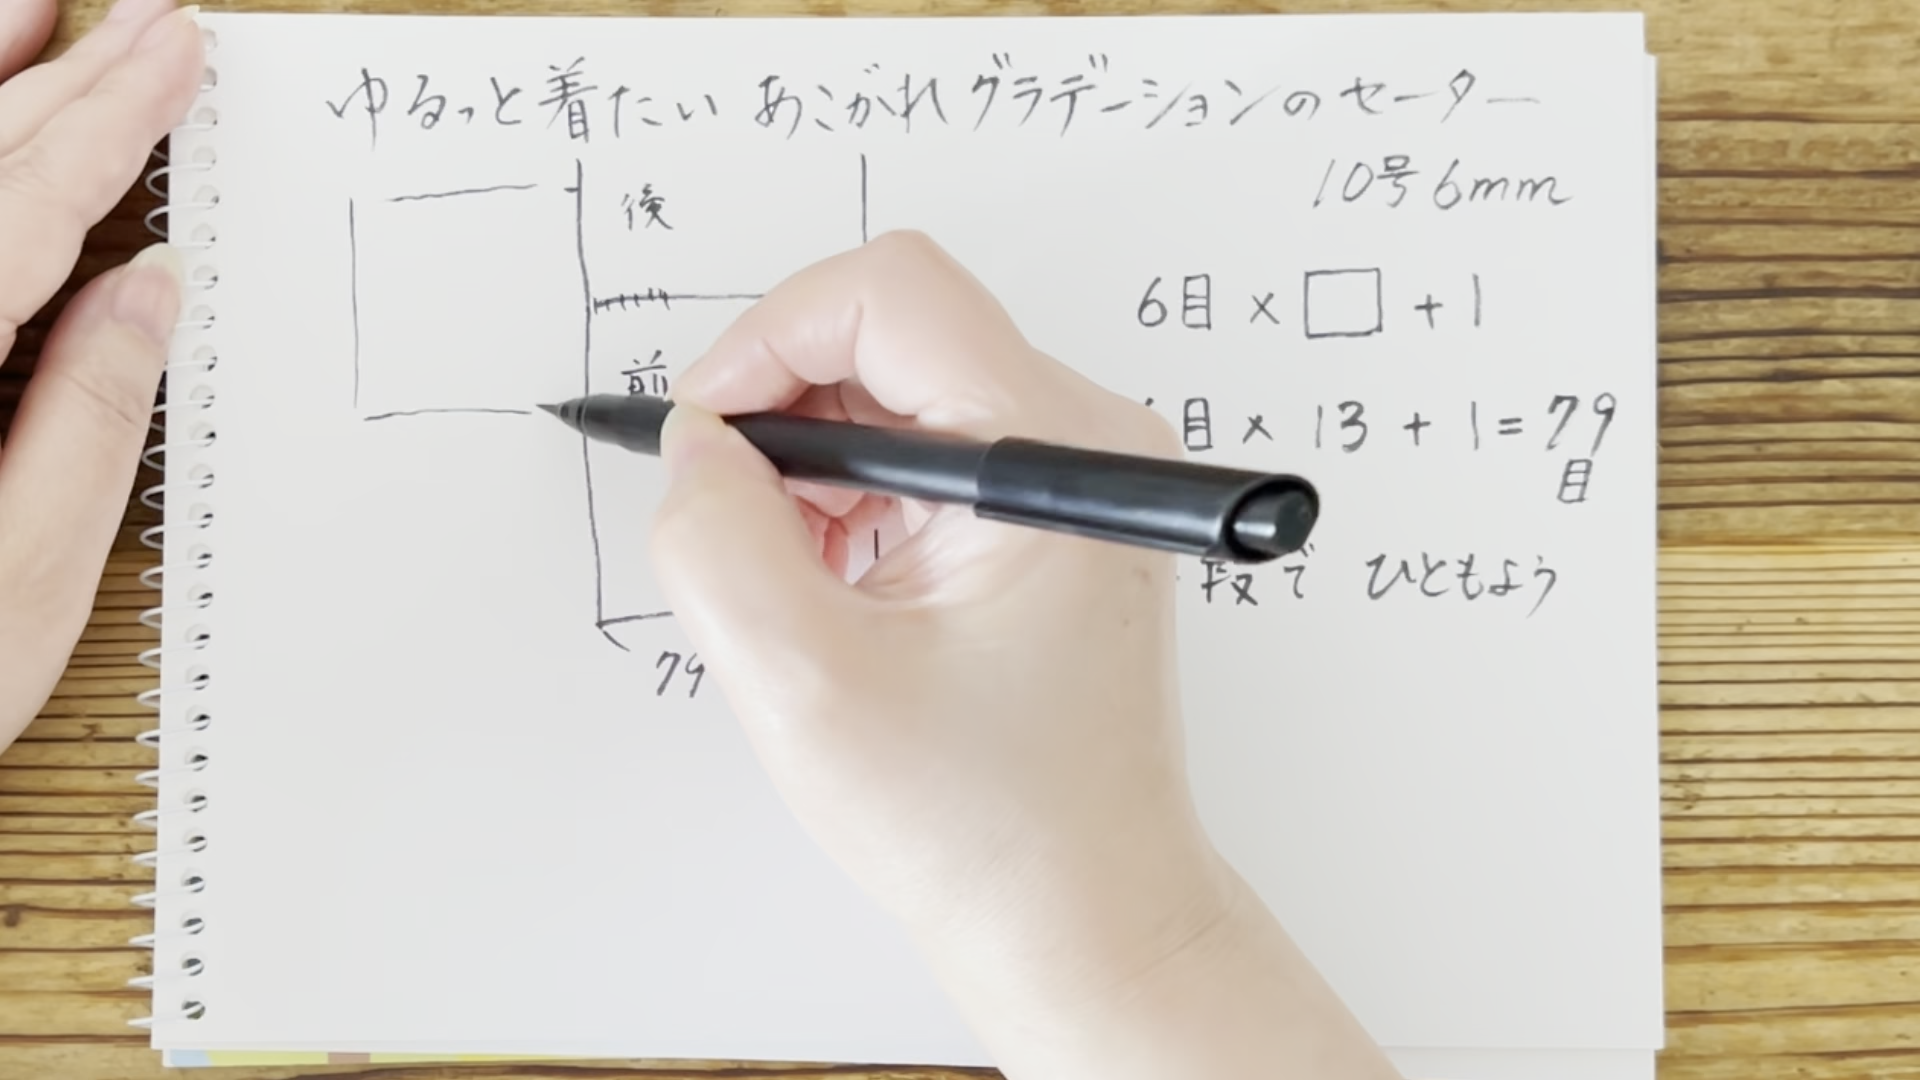 ゆるっと着たい あこがれグラデーションのセーター
10号 6mm
後
6目 × □ + 1
前
目 × 13 + 1 = 79
目
段で ひともよう
79